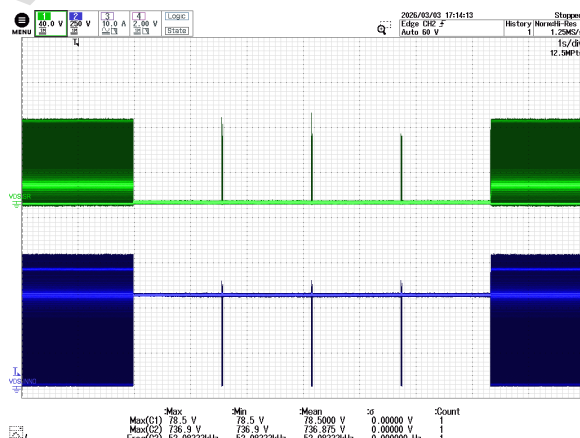 1 2 3 4 Logic 2026/03/03 17:14:13 Stopped
40.0 V 250 V 10.0 A 2.00 V Edge CH2 History Normal Hi-Res
MENU State Auto 60 V 1 1.25MS/
1s/div
12.5MPt
:Max :Min :Mean :σ :Count
Max(C1) 78.5 V 78.5 V 78.5000 V 0.00000 V 1
Max(C2) 736.9 V 736.9 V 736.875 V 0.00000 V 1